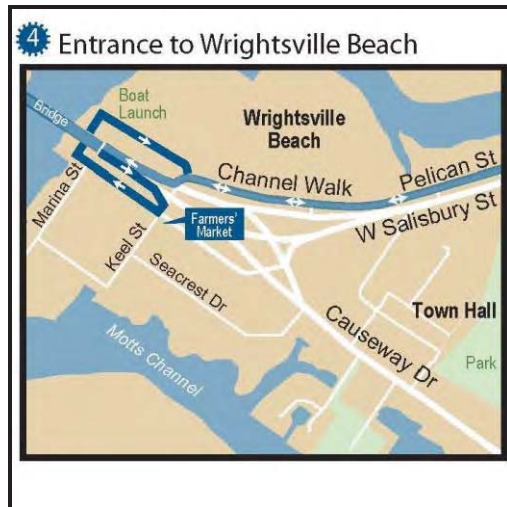 4 Entrance to Wrightsville Beach
Boat
Launch
Bridge
Wrightsville
Beach
Channel Walk
Pelican St
W Salisbury St
Marina St
Keel St
Farmers'
Market
Seacrest Dr
Town Hall
Causeway Dr
Motts Channel
Park